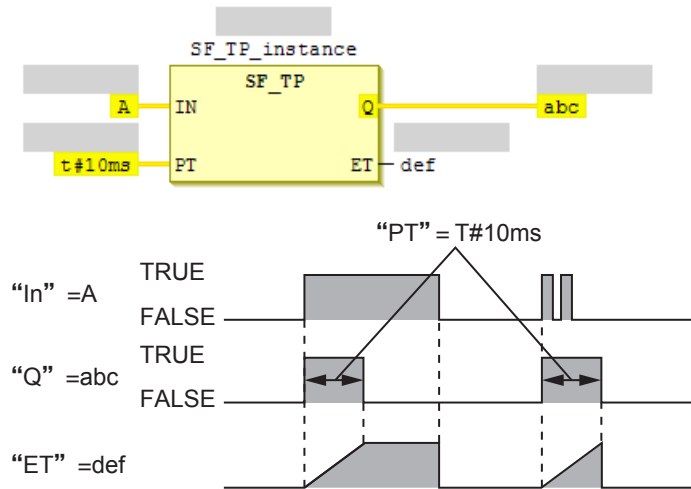 SF_TP_instance
SF_TP
A IN Q abc
t#10ms PT ET def
“PT” = T#10ms
TRUE
“In” =A
FALSE
TRUE
“Q” =abc
FALSE
“ET” =def